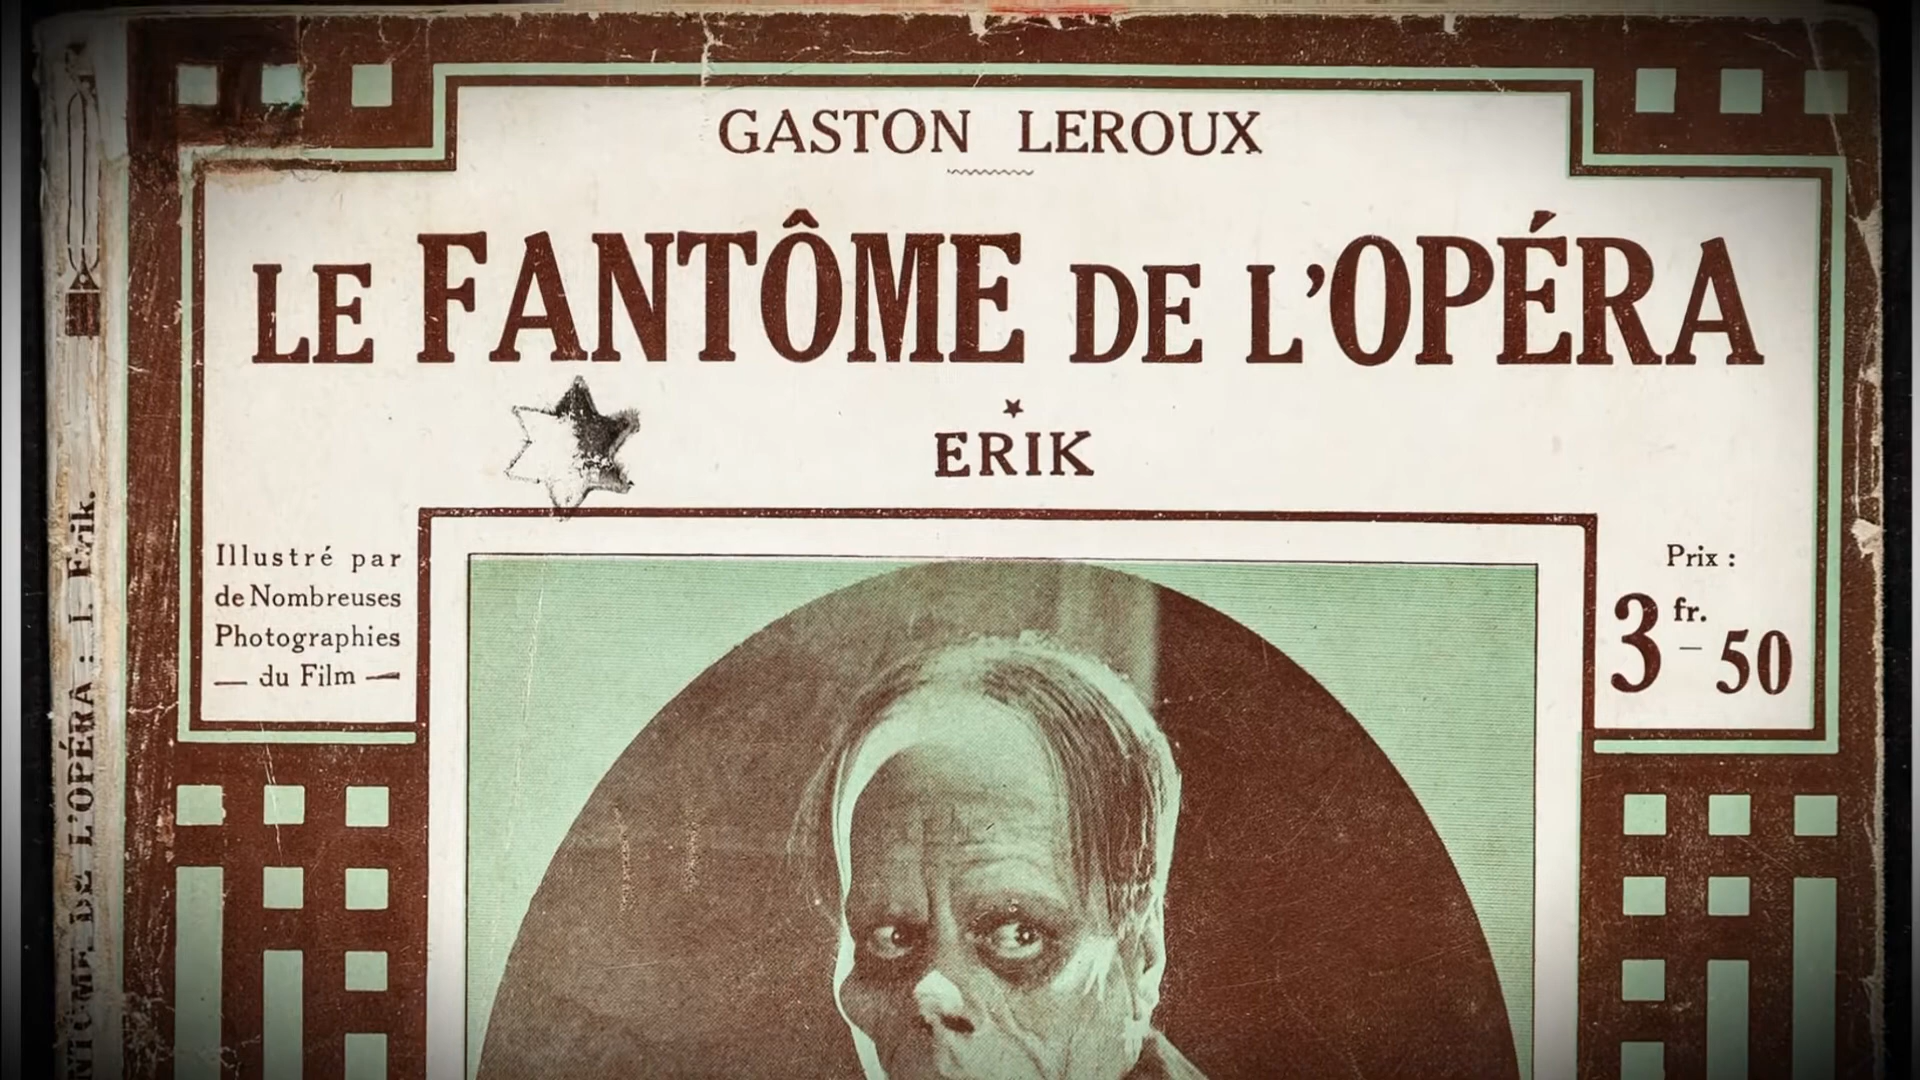 GASTON LEROUX
LE FANTÔME DE L'OPÉRA
ERIK
Illustré par
de Nombreuses
Photographies
— du Film —
Prix :
3 fr. - 50
FANTÔME DE L'OPÉRA : I. Erik.